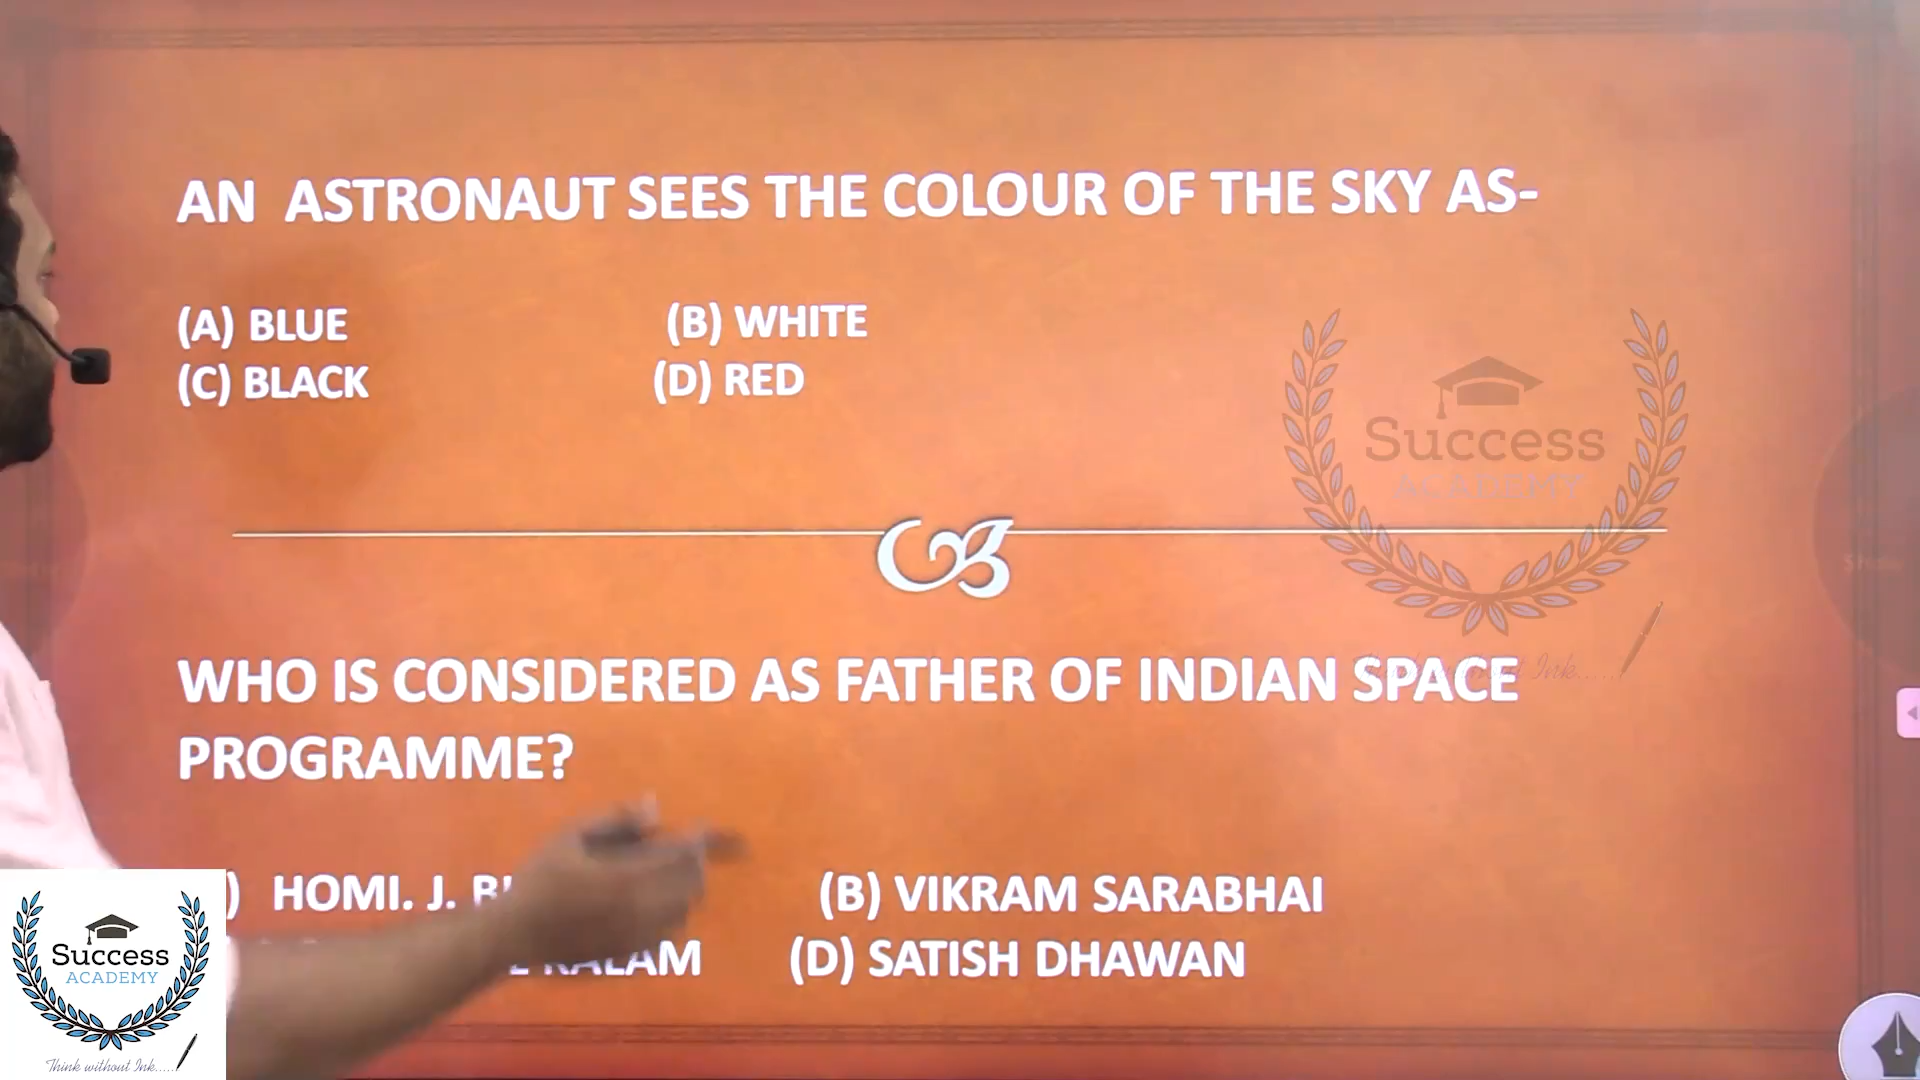 AN ASTRONAUT SEES THE COLOUR OF THE SKY AS-
(A) BLUE (B) WHITE
(C) BLACK (D) RED
Success
ACADEMY
WHO IS CONSIDERED AS FATHER OF INDIAN SPACE
PROGRAMME?
) HOMI. J. (B) VIKRAM SARABHAI
KALAM (D) SATISH DHAWAN
Success
ACADEMY
Think without Ink.....